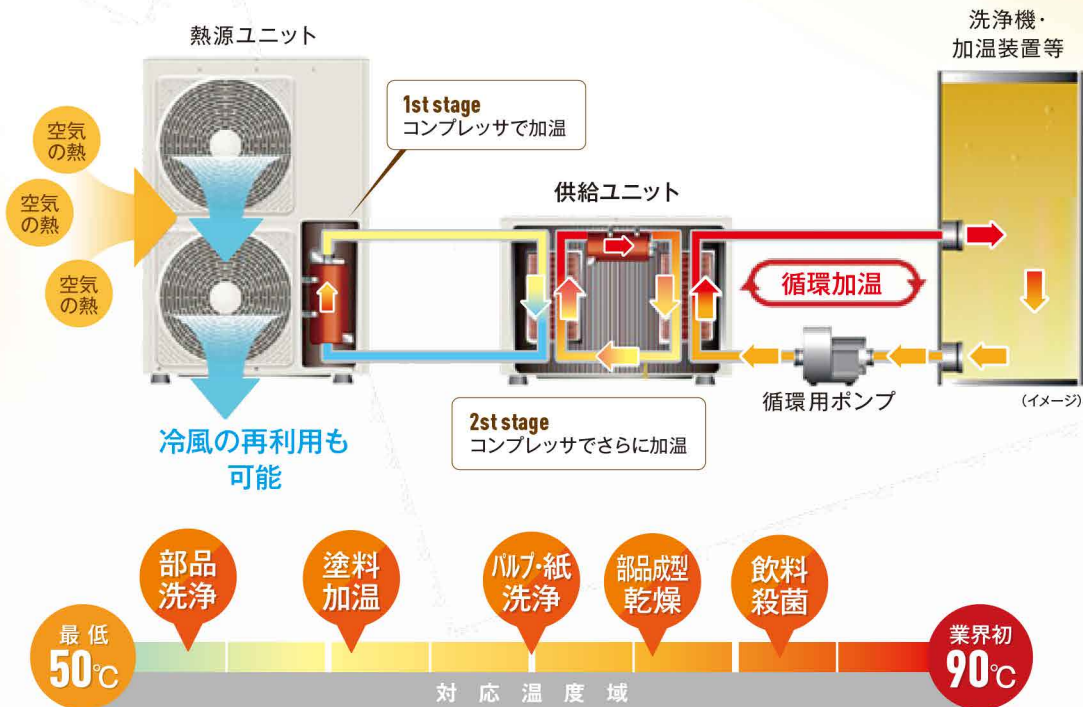 熱源ユニット
洗浄機・
加温装置等
1st stage
コンプレッサで加温
空気
の熱
空気
の熱
空気
の熱
供給ユニット
循環加温
循環用ポンプ
(イメージ)
2st stage
コンプレッサでさらに加温
冷風の再利用も
可能
部品
洗浄
塗料
加温
パルプ・紙
洗浄
部品成型
乾燥
飲料
殺菌
最低
50℃
業界初
90℃
対応温度域